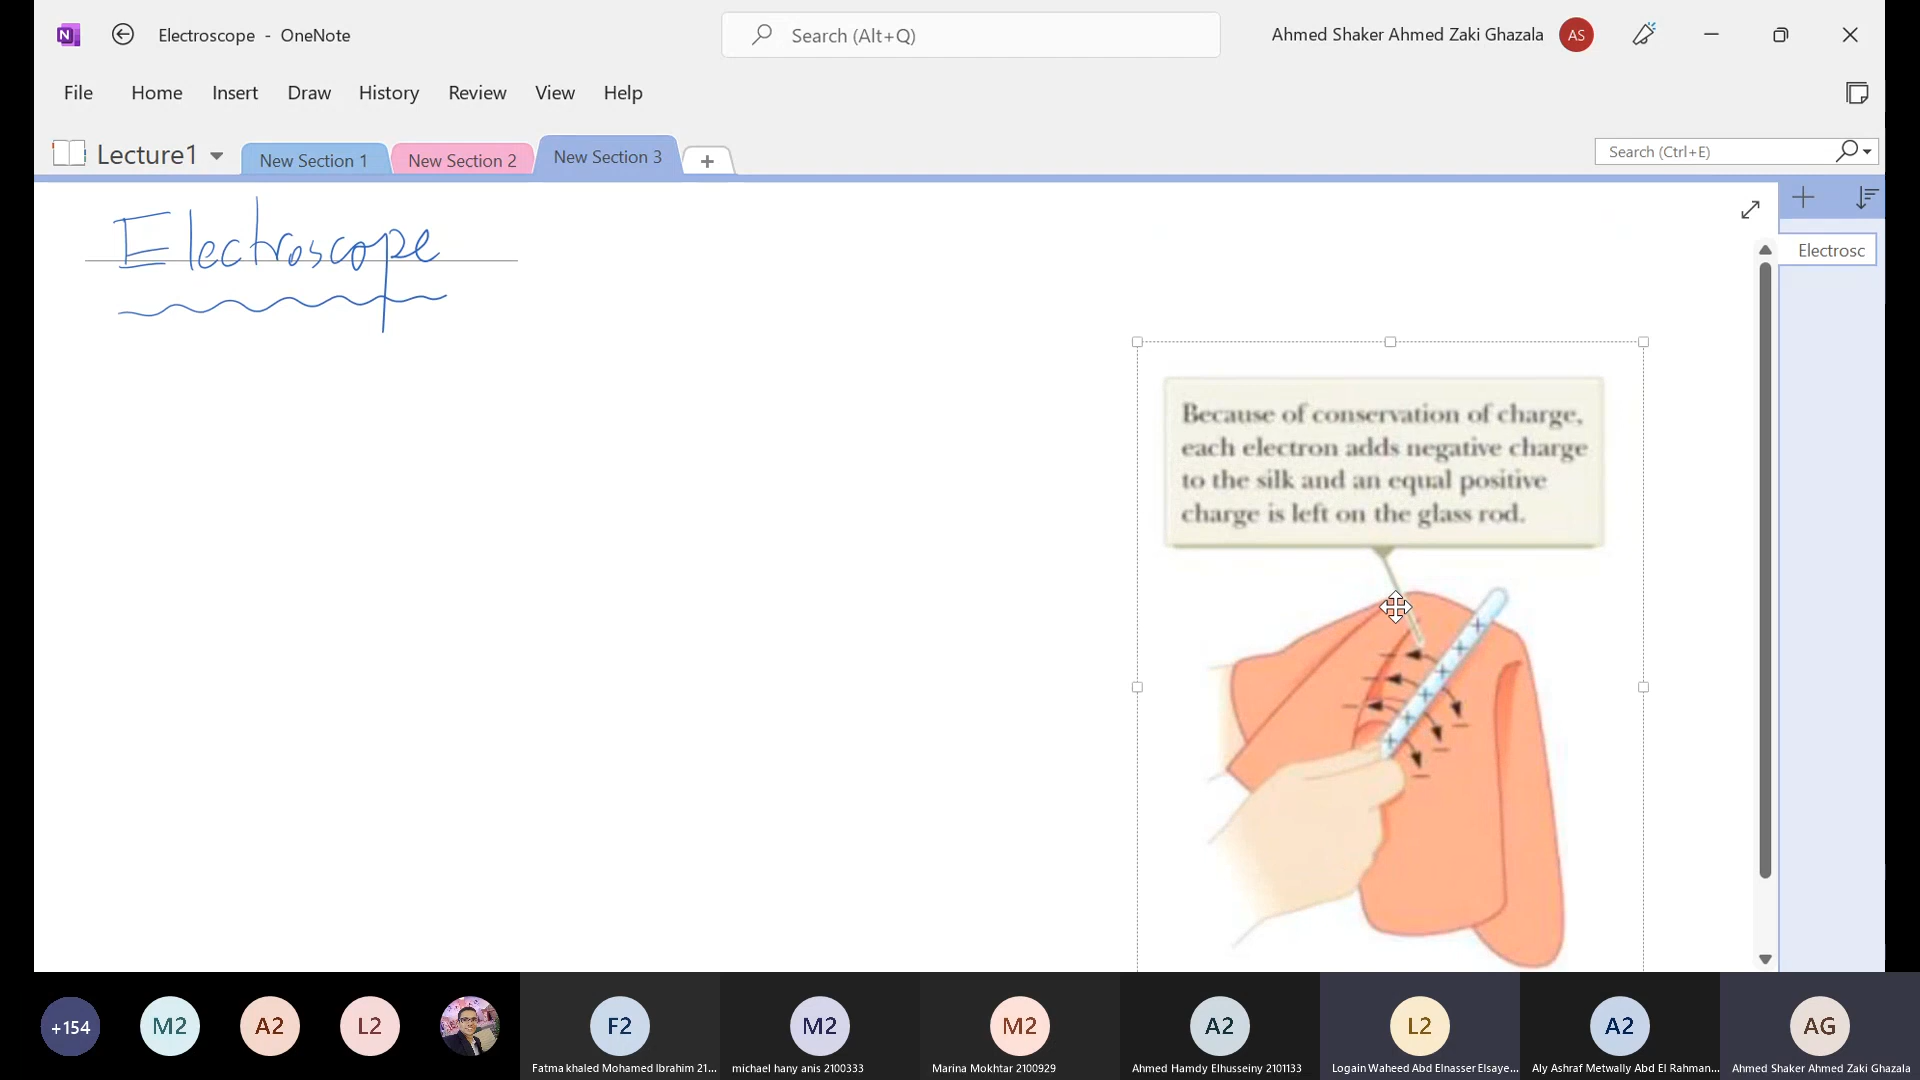 Electroscope - OneNote
Search (Alt+Q)
Ahmed Shaker Ahmed Zaki Ghazala
AS
File Home Insert Draw History Review View Help
Lecture1
New Section 1
New Section 2
New Section 3
+
Search (Ctrl+E)
Electrosc
Electroscope
Because of conservation of charge,
each electron adds negative charge
to the silk and an equal positive
charge is left on the glass rod.
+154
M2
A2
L2
F2
Fatma khaled Mohamed Ibrahim 21...
M2
michael hany anis 2100333
M2
Marina Mokhtar 2100929
A2
Ahmed Hamdy Elhusseiny 2101133
L2
Logain Waheed Abd Elnasser Elsaye...
A2
Aly Ashraf Metwally Abd El Rahman...
AG
Ahmed Shaker Ahmed Zaki Ghazala